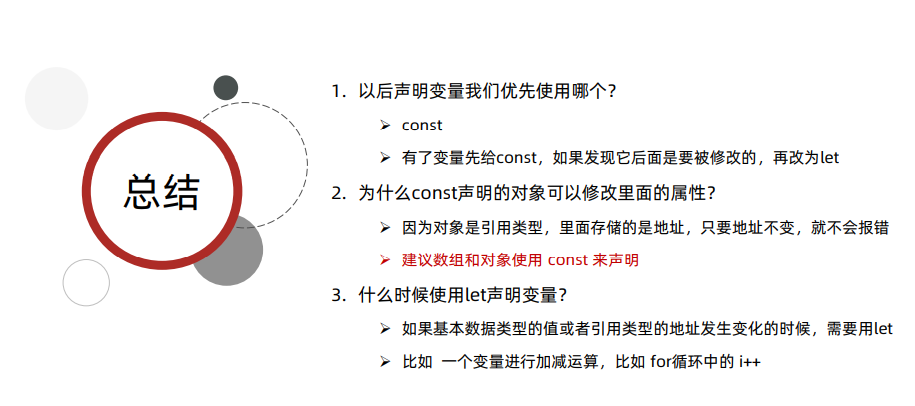 总结
1. 以后声明变量我们优先使用哪个？
➢ const
➢ 有了变量先给const，如果发现它后面是要被修改的，再改为let
2. 为什么const声明的对象可以修改里面的属性？
➢ 因为对象是引用类型，里面存储的是地址，只要地址不变，就不会报错
➢ 建议数组和对象使用 const 来声明
3. 什么时候使用let声明变量？
➢ 如果基本数据类型的值或者引用类型的地址发生变化的时候，需要用let
➢ 比如 一个变量进行加减运算，比如 for循环中的 i++